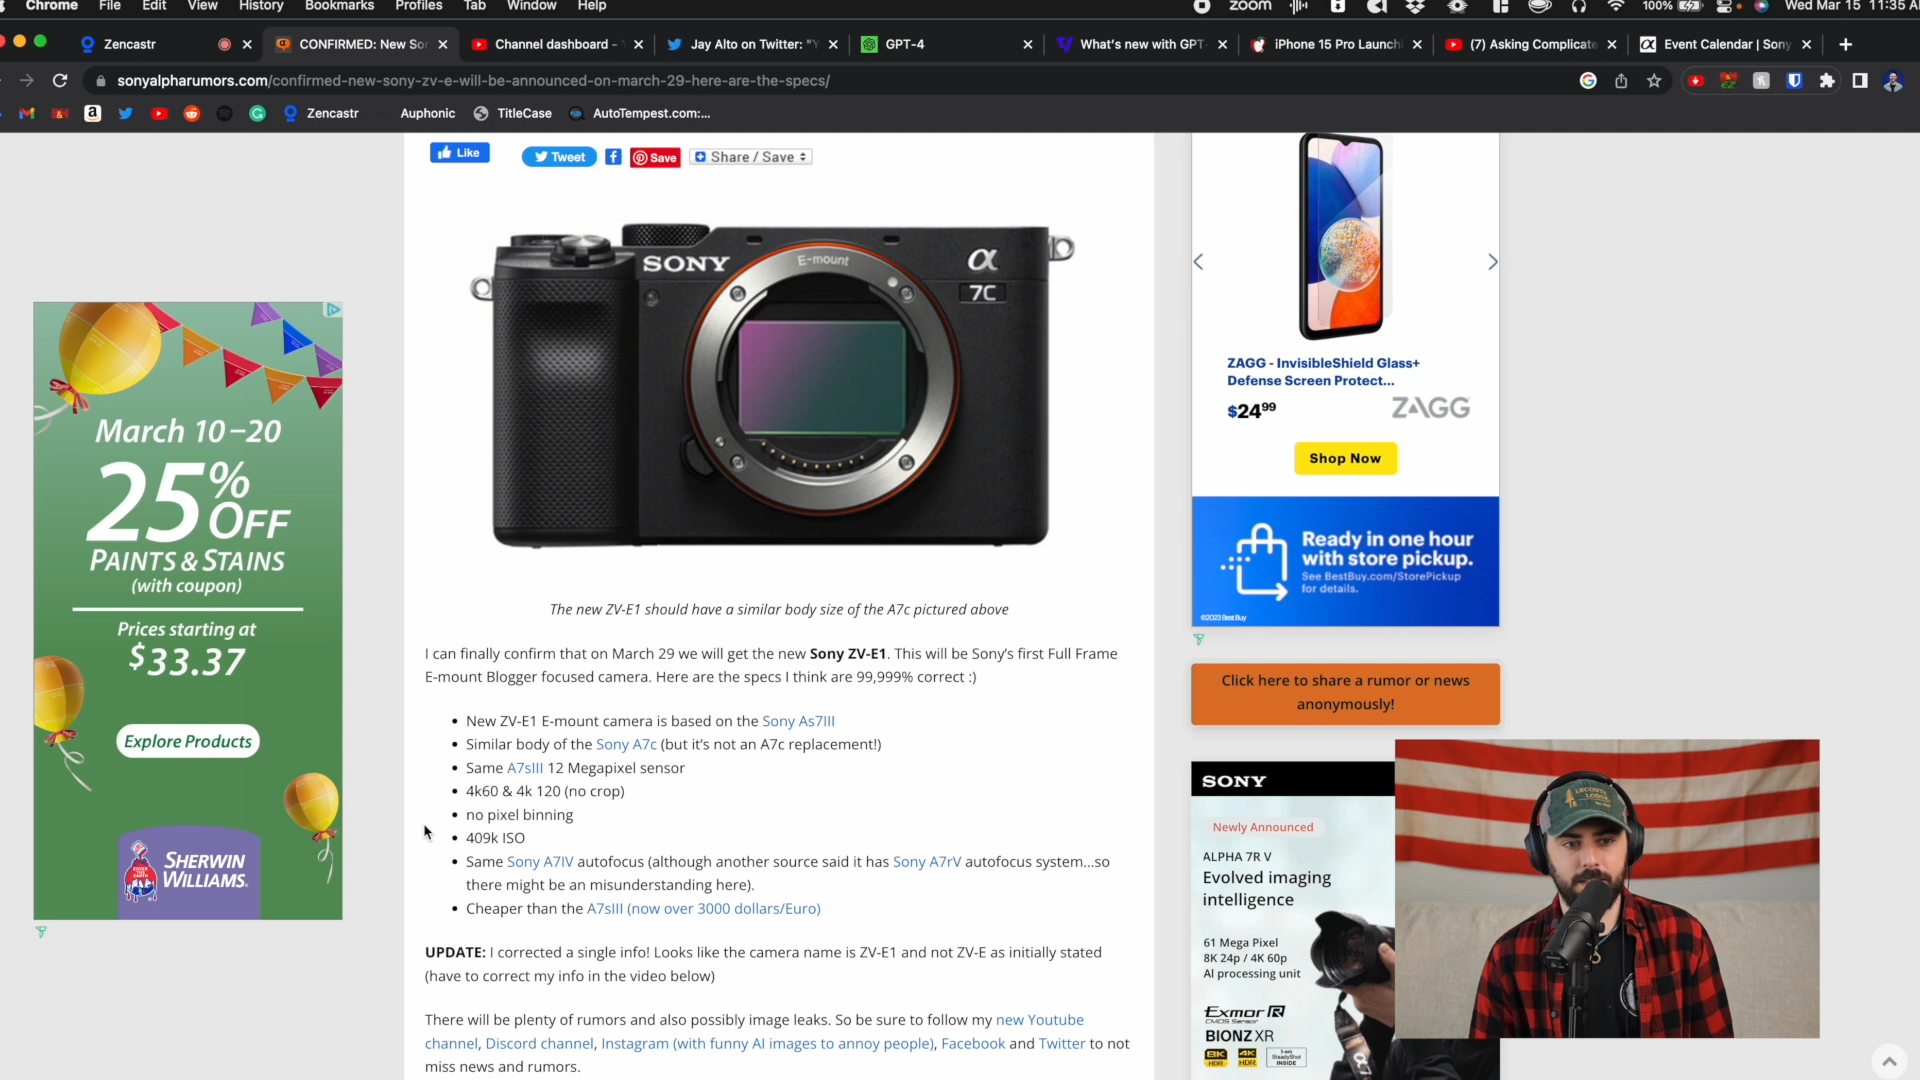 Chrome File Edit View History Bookmarks Profiles Tab Window Help zoom 100% Wed Mar 15 11:35
Zencastr CONFIRMED: New So Channel dashboard - Jay Alto on Twitter: "Y GPT-4 What's new with GPT- iPhone 15 Pro Launch (7) Asking Complicate Event Calendar | Sony
sonyalpharumors.com/confirmed-new-sony-zv-e-will-be-announced-on-march-29-here-are-the-specs/
Zencastr Auphonic TitleCase AutoTempest.com:...
Like Tweet Save Share / Save
SONY E-mount α
7C
The new ZV-E1 should have a similar body size of the A7c pictured above
I can finally confirm that on March 29 we will get the new Sony ZV-E1. This will be Sony's first Full Frame
E-mount Blogger focused camera. Here are the specs I think are 99,999% correct :)
• New ZV-E1 E-mount camera is based on the Sony As7III
• Similar body of the Sony A7c (but it's not an A7c replacement!)
• Same A7sIII 12 Megapixel sensor
• 4k60 & 4k 120 (no crop)
• no pixel binning
• 409k ISO
• Same Sony A7IV autofocus (although another source said it has Sony A7rV autofocus system...so
there might be an misunderstanding here).
• Cheaper than the A7sIII (now over 3000 dollars/Euro)
UPDATE: I corrected a single info! Looks like the camera name is ZV-E1 and not ZV-E as initially stated
(have to correct my info in the video below)
There will be plenty of rumors and also possibly image leaks. So be sure to follow my new Youtube
channel, Discord channel, Instagram (with funny AI images to annoy people), Facebook and Twitter to not
miss news and rumors.
March 10–20
25% OFF
PAINTS & STAINS
(with coupon)
Prices starting at
$33.37
Explore Products
SHERWIN
WILLIAMS.
ZAGG - InvisibleShield Glass+
Defense Screen Protect...
$24.99 ZAGG
Shop Now
Ready in one hour
with store pickup.
See BestBuy.com/StorePickup
for details.
©2023 Best Buy
Click here to share a rumor or news
anonymously!
SONY
Newly Announced
ALPHA 7R V
Evolved imaging
intelligence
61 Mega Pixel
8K 24p / 4K 60p
AI processing unit
Exmor R
CMOS Sensor
BIONZ XR
8K HDR 4K HDR SteadyShot INSIDE
LECONTE
LODGE